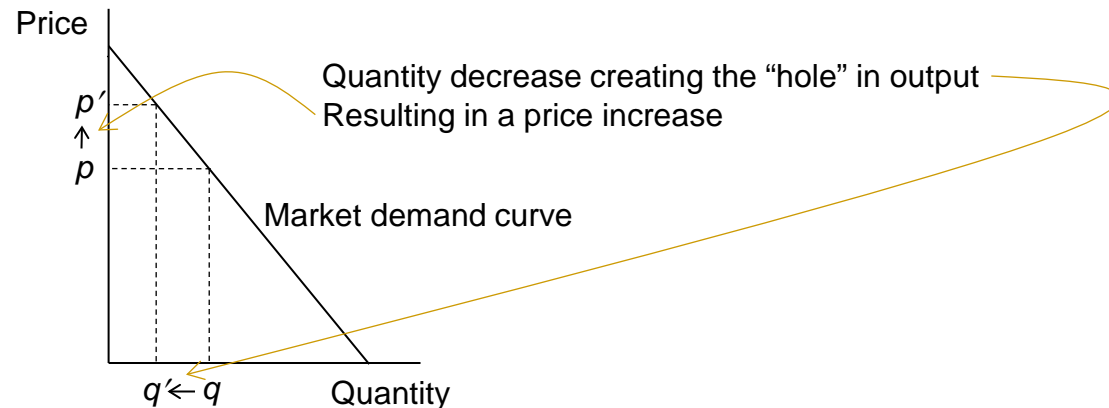 Price
Quantity decrease creating the “hole” in output
Resulting in a price increase
p′
↑
p
Market demand curve
q′← q
Quantity